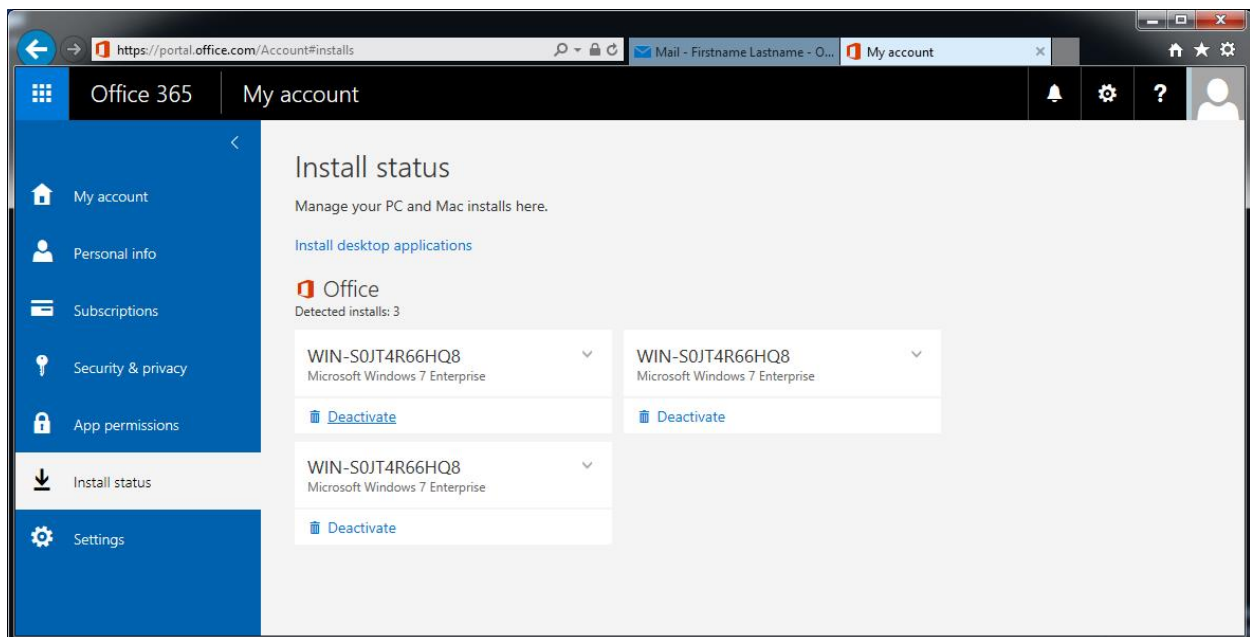 https://portal.office.com/Account#installs
Mail - Firstname Lastname - O...
My account
Office 365
My account
?
My account
Personal info
Subscriptions
Security & privacy
App permissions
Install status
Settings
Install status
Manage your PC and Mac installs here.
Install desktop applications
Office
Detected installs: 3
WIN-S0JT4R66HQ8
Microsoft Windows 7 Enterprise
Deactivate
WIN-S0JT4R66HQ8
Microsoft Windows 7 Enterprise
Deactivate
WIN-S0JT4R66HQ8
Microsoft Windows 7 Enterprise
Deactivate